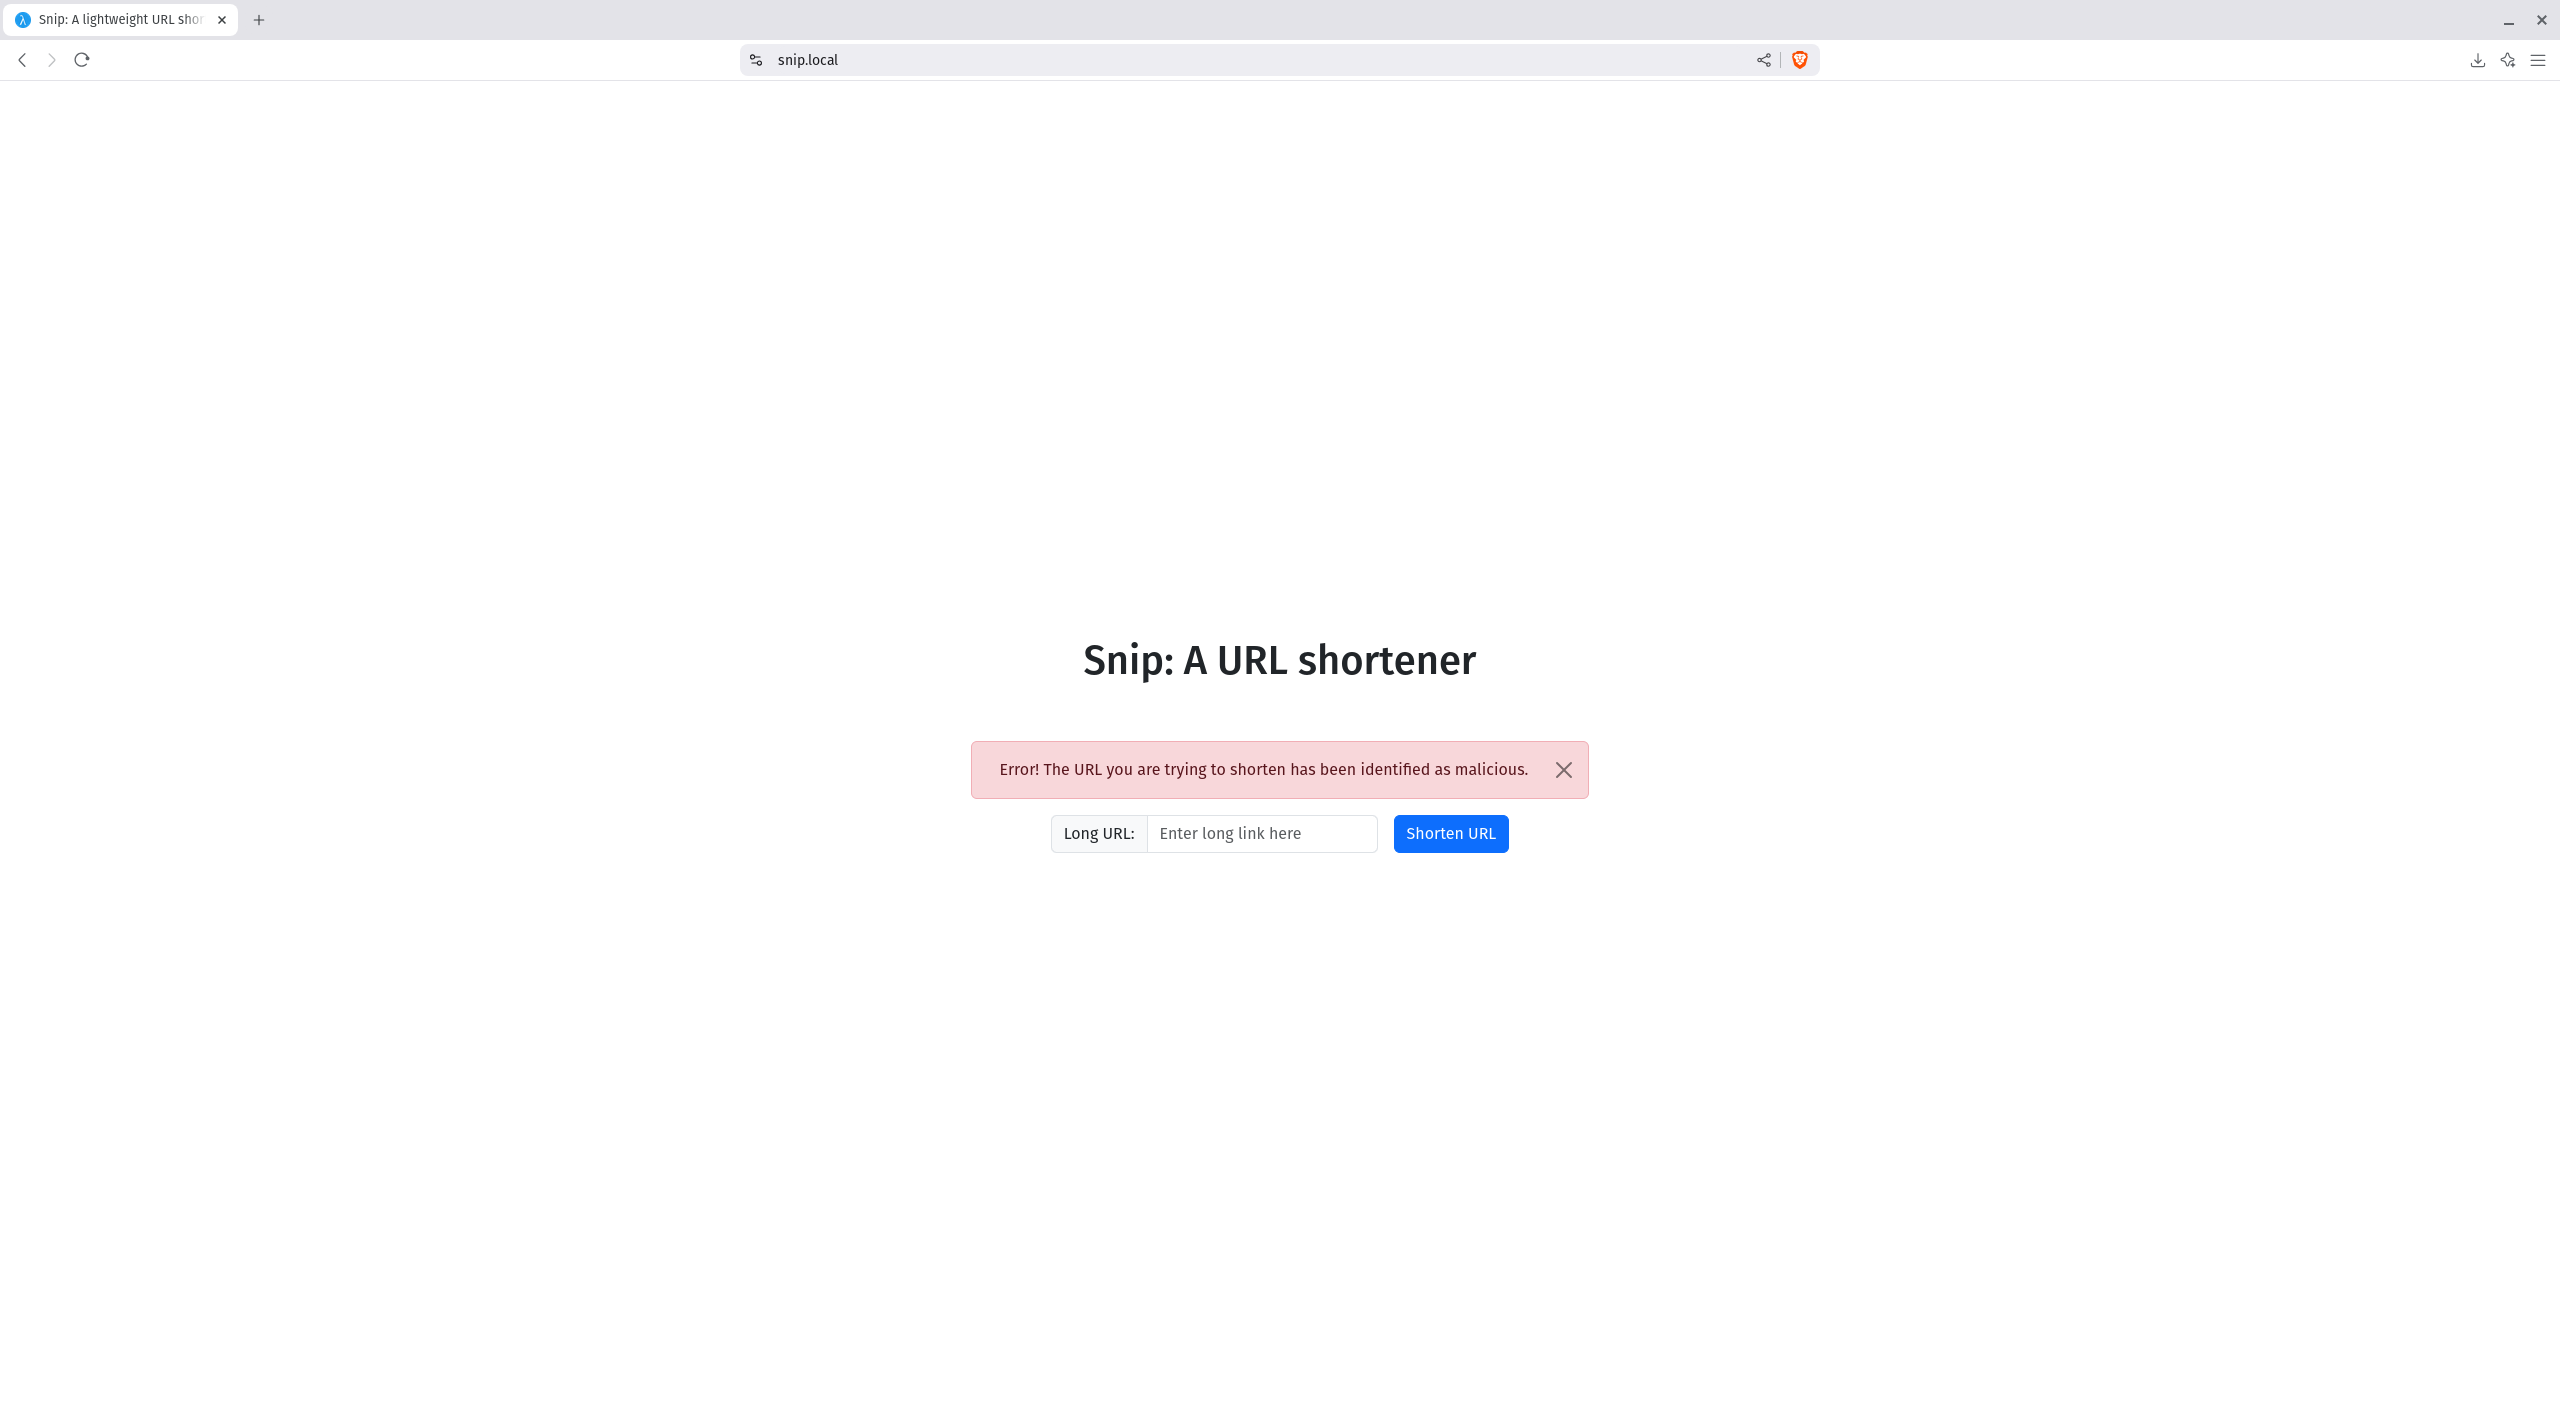 Snip: A lightweight URL shor
snip.local
Snip: A URL shortener
Error! The URL you are trying to shorten has been identified as malicious.
Long URL: Enter long link here Shorten URL